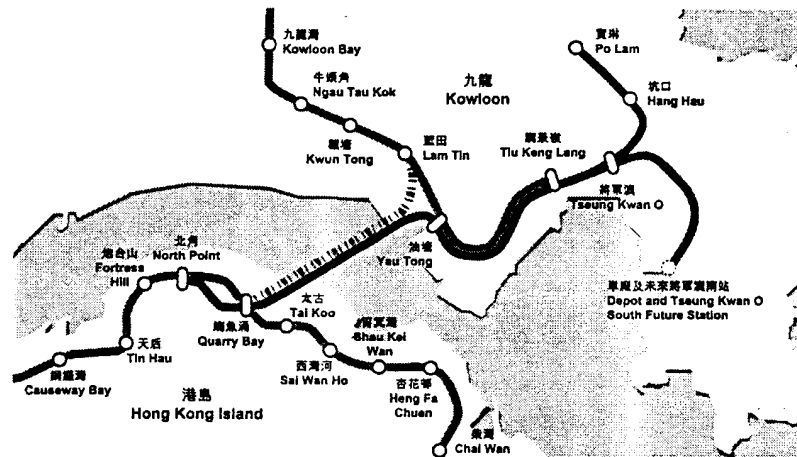 九龍灣
Kowloon Bay
牛頭角
Ngau Tau Kok
觀塘
Kwun Tong
藍田
Lam Tin
九龍
Kowloon
寶琳
Po Lam
坑口
Hang Hau
調景嶺
Tiu Keng Leng
將軍澳
Tseung Kwan O
油塘
Yau Tong
車廠及未來將軍澳南站
Depot and Tseung Kwan O
South Future Station
北角
North Point
炮台山
Fortress
Hill
天后
Tin Hau
銅鑼灣
Causeway Bay
鰂魚涌
Quarry Bay
太古
Tai Koo
西灣河
Sai Wan Ho
筲箕灣
Shau Kei
Wan
杏花邨
Heng Fa
Chuen
柴灣
Chai Wan
港島
Hong Kong Island